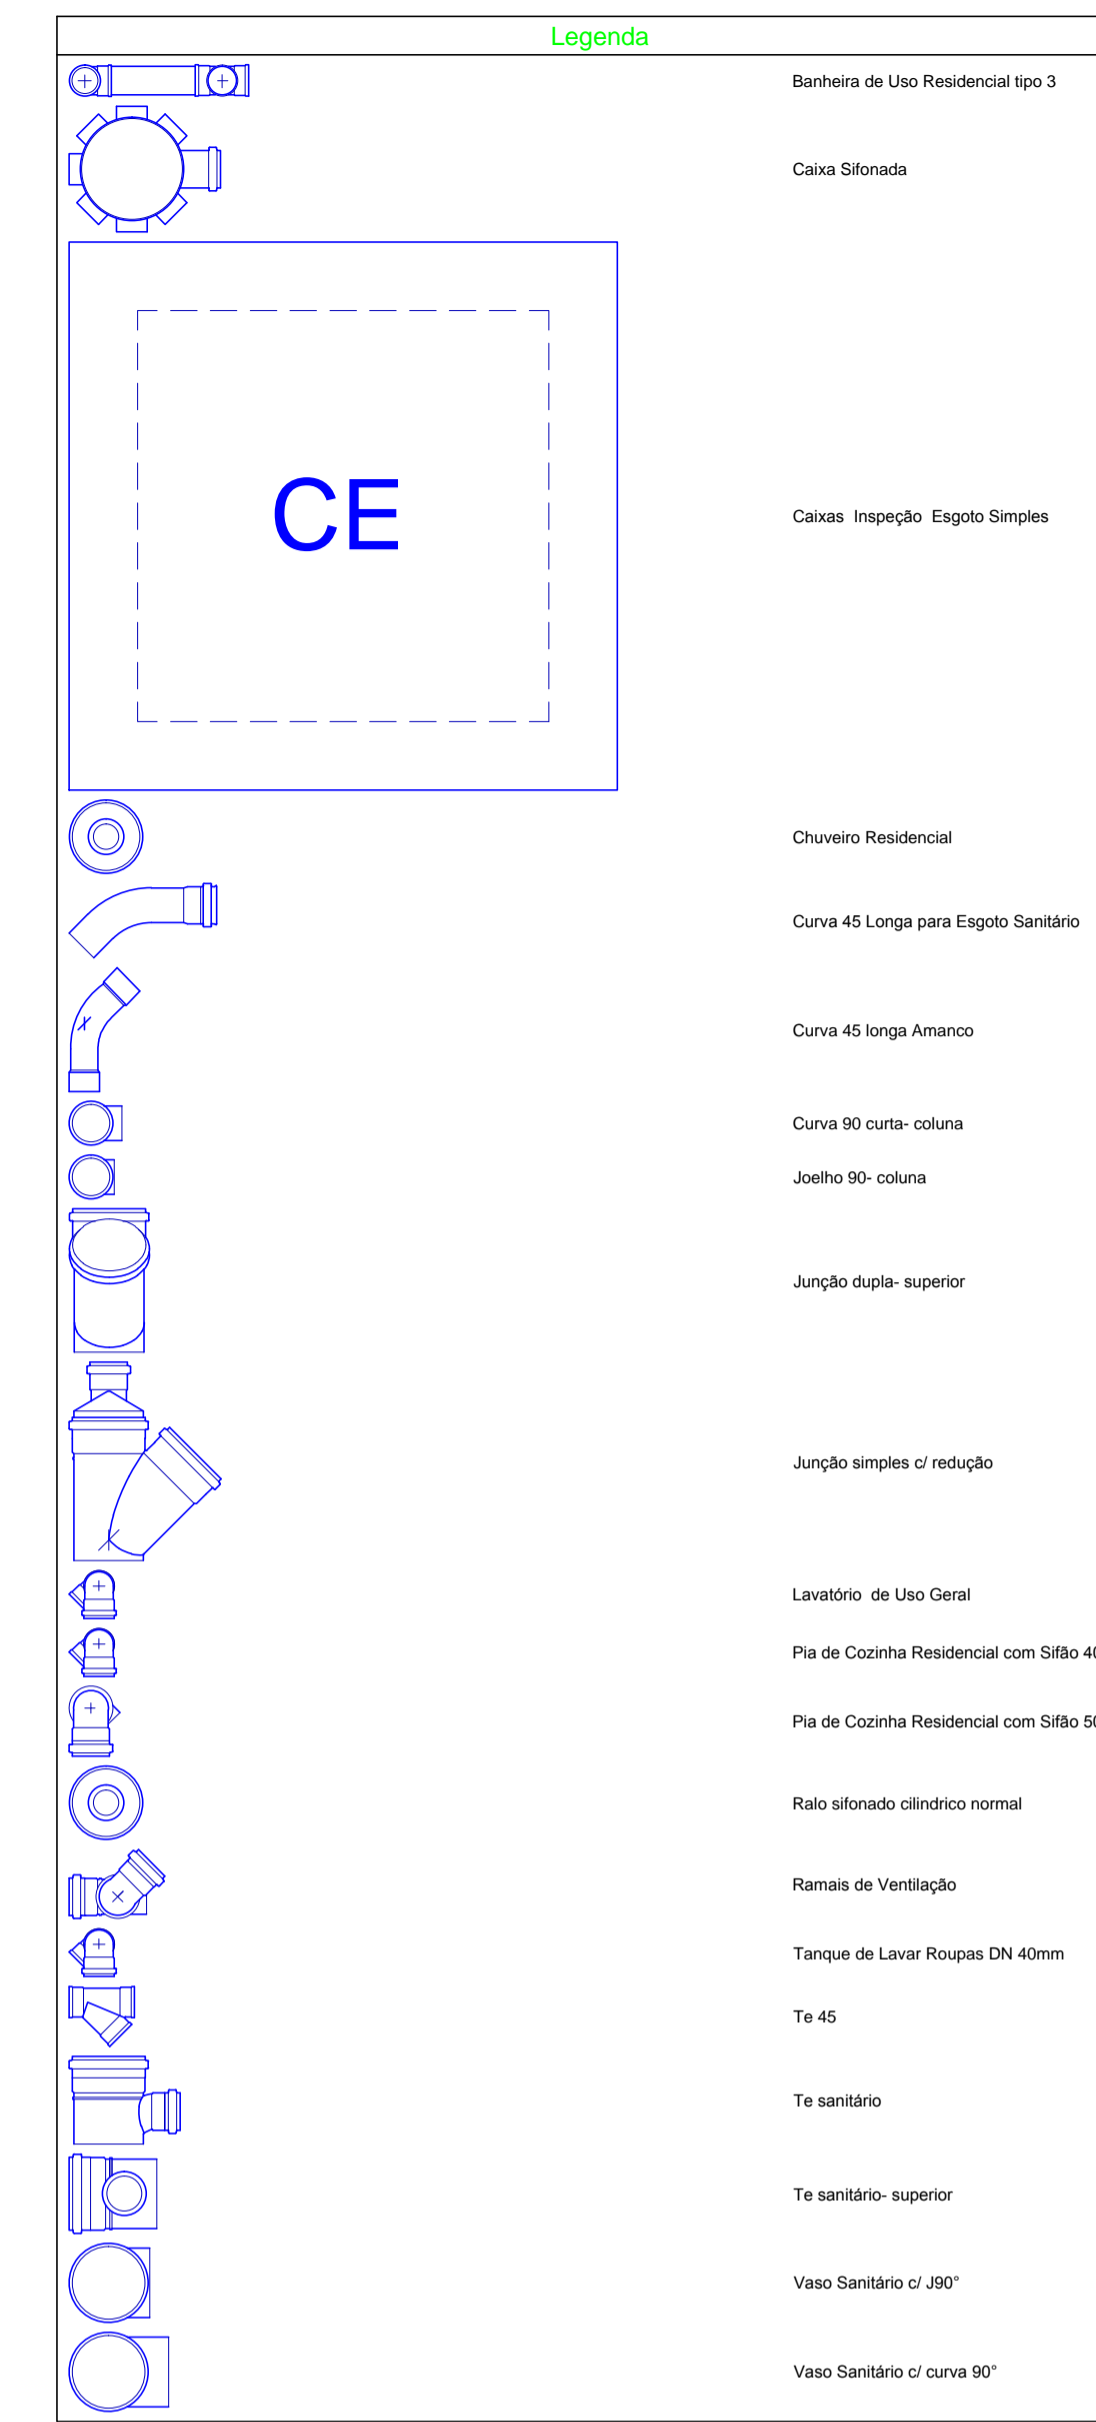 Legenda
Banheira de Uso Residencial tipo 3
Caixa Sifonada
CE
Caixas  Inspeção  Esgoto Simples
Chuveiro Residencial
Curva 45 Longa para Esgoto Sanitário
Curva 45 longa Amanco
Curva 90 curta- coluna
Joelho 90- coluna
Junção dupla- superior
Junção simples c/ redução
Lavatório  de Uso Geral
Pia de Cozinha Residencial com Sifão 40
Pia de Cozinha Residencial com Sifão 50
Ralo sifonado cilindrico normal
Ramais de Ventilação
Tanque de Lavar Roupas DN 40mm
Te 45
Te sanitário
Te sanitário- superior
Vaso Sanitário c/ J90°
Vaso Sanitário c/ curva 90°